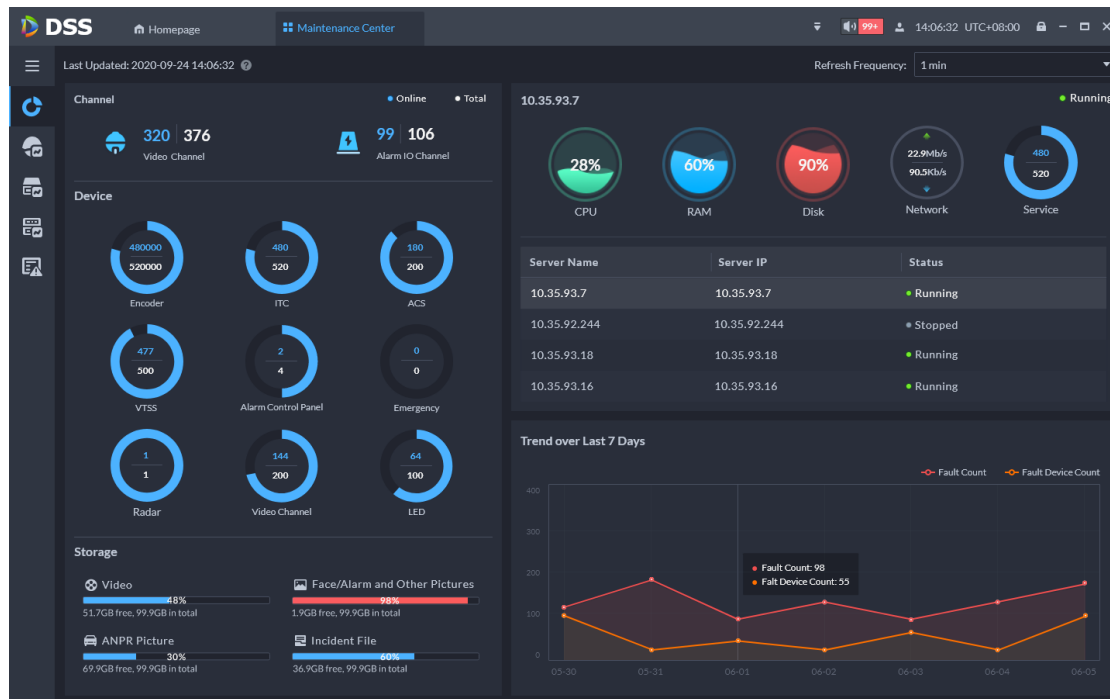 DSS
Homepage
Maintenance Center
99+
14:06:32 UTC+08:00
Last Updated: 2020-09-24 14:06:32
Refresh Frequency: 1 min
Channel
Online
Total
320 376
Video Channel
99 106
Alarm IO Channel
Device
480000
520000
Encoder
480
520
ITC
180
200
ACS
477
500
VTSS
2
4
Alarm Control Panel
0
0
Emergency
1
1
Radar
144
200
Video Channel
64
100
LED
Storage
Video
48%
51.7GB free, 99.9GB in total
Face/Alarm and Other Pictures
98%
1.9GB free, 99.9GB in total
ANPR Picture
30%
69.9GB free, 99.9GB in total
Incident File
60%
36.9GB free, 99.9GB in total
10.35.93.7
Running
28%
CPU
60%
RAM
90%
Disk
22.9Mb/s
90.5Kb/s
Network
480
520
Service
Server Name Server IP Status
10.35.93.7 10.35.93.7 Running
10.35.92.244 10.35.92.244 Stopped
10.35.93.18 10.35.93.18 Running
10.35.93.16 10.35.93.16 Running
Trend over Last 7 Days
Fault Count
Fault Device Count
400
300
200
100
0
Fault Count: 98
Falt Device Count: 55
05-30 05-31 06-01 06-02 06-03 06-04 06-05